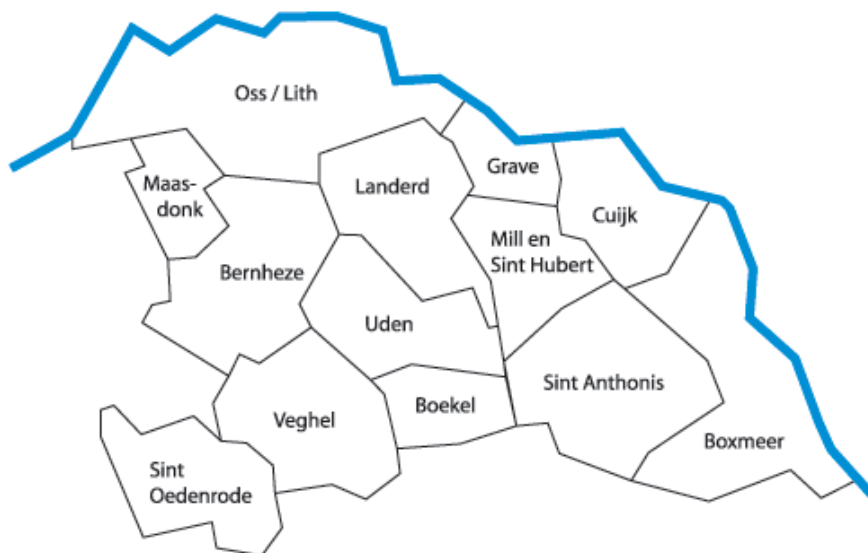 Oss / Lith
Maas-
donk
Landerd
Grave
Cuijk
Mill en
Sint Hubert
Bernheze
Uden
Sint Anthonis
Boekel
Veghel
Boxmeer
Sint
Oedenrode